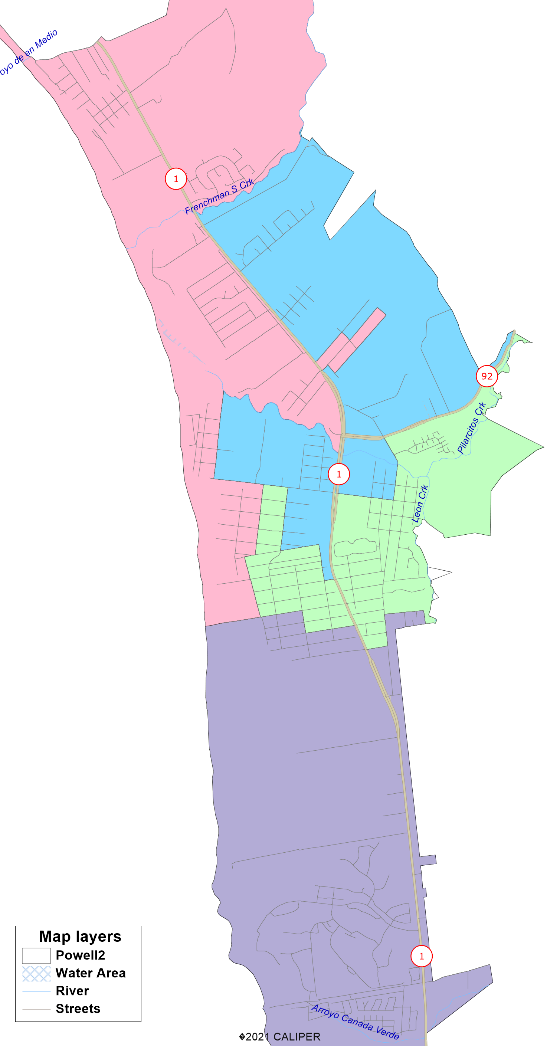 oyo de en Medio
1
Frenchman S Crk
92
Pilarcitos Crk
1
Leon Crk
1
Arroyo Canada Verde
Map layers
Powell2
Water Area
River
Streets
�2021 CALIPER